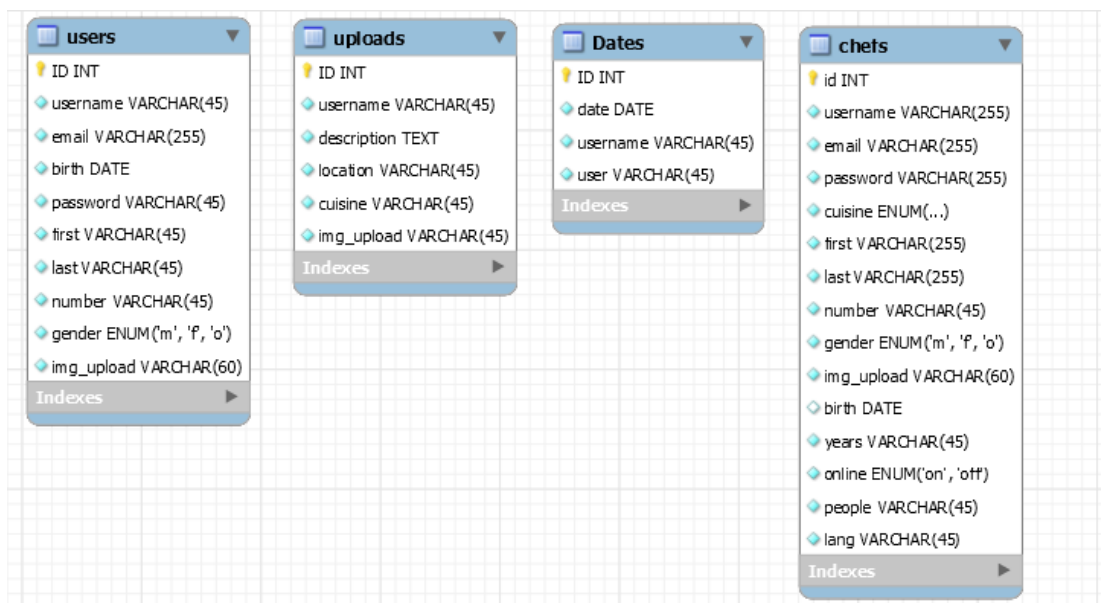 users
ID INT
username VARCHAR(45)
email VARCHAR(255)
birth DATE
password VARCHAR(45)
first VARCHAR(45)
last VARCHAR(45)
number VARCHAR(45)
gender ENUM('m', 'f', 'o')
img_upload VARCHAR(60)
Indexes
uploads
ID INT
username VARCHAR(45)
description TEXT
location VARCHAR(45)
cuisine VARCHAR(45)
img_upload VARCHAR(45)
Indexes
Dates
ID INT
date DATE
username VARCHAR(45)
user VARCHAR(45)
Indexes
chefs
id INT
username VARCHAR(255)
email VARCHAR(255)
password VARCHAR(255)
cuisine ENUM(...)
first VARCHAR(255)
last VARCHAR(255)
number VARCHAR(45)
gender ENUM('m', 'f', 'o')
img_upload VARCHAR(60)
birth DATE
years VARCHAR(45)
online ENUM('on', 'off')
people VARCHAR(45)
lang VARCHAR(45)
Indexes